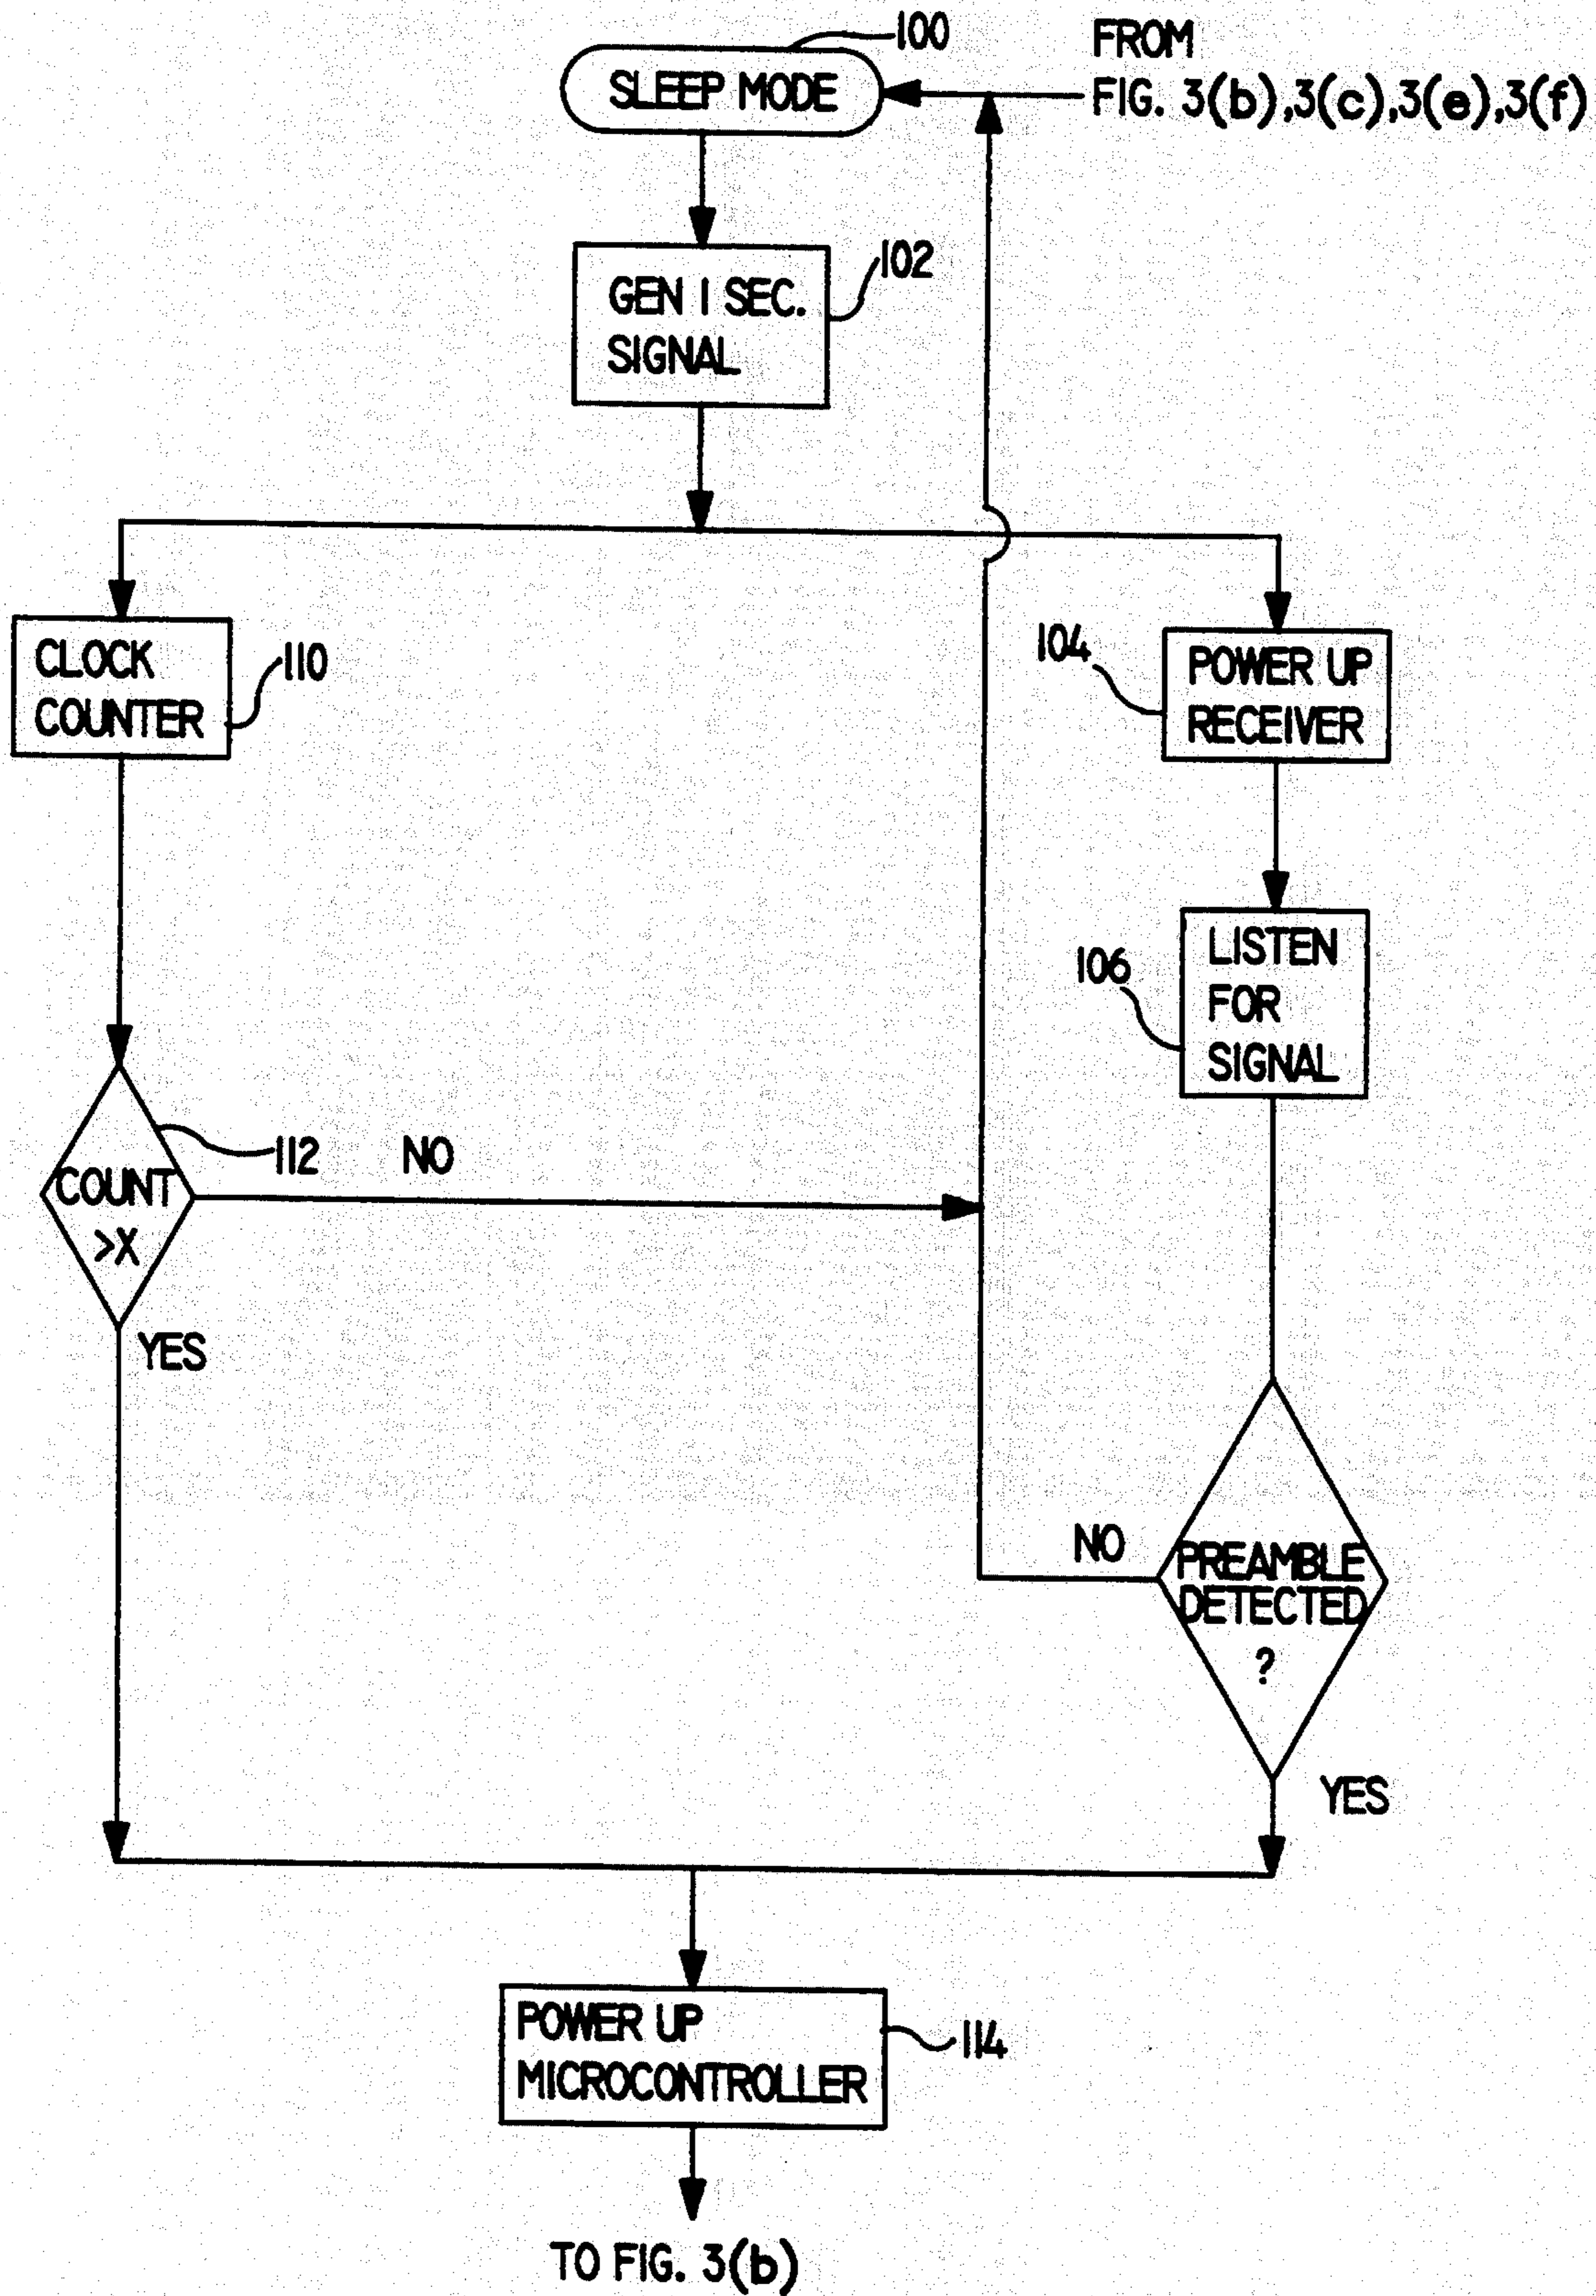 100
FROM
SLEEP MODE
FIG. 3(b),3(c),3(e),3(f)
102
GEN 1 SEC.
SIGNAL
CLOCK
COUNTER
110
104
POWER UP
RECEIVER
106
LISTEN
FOR
SIGNAL
112
NO
COUNT
>X
YES
NO
PREAMBLE
DETECTED
?
YES
POWER UP
MICROCONTROLLER
114
TO FIG. 3(b)